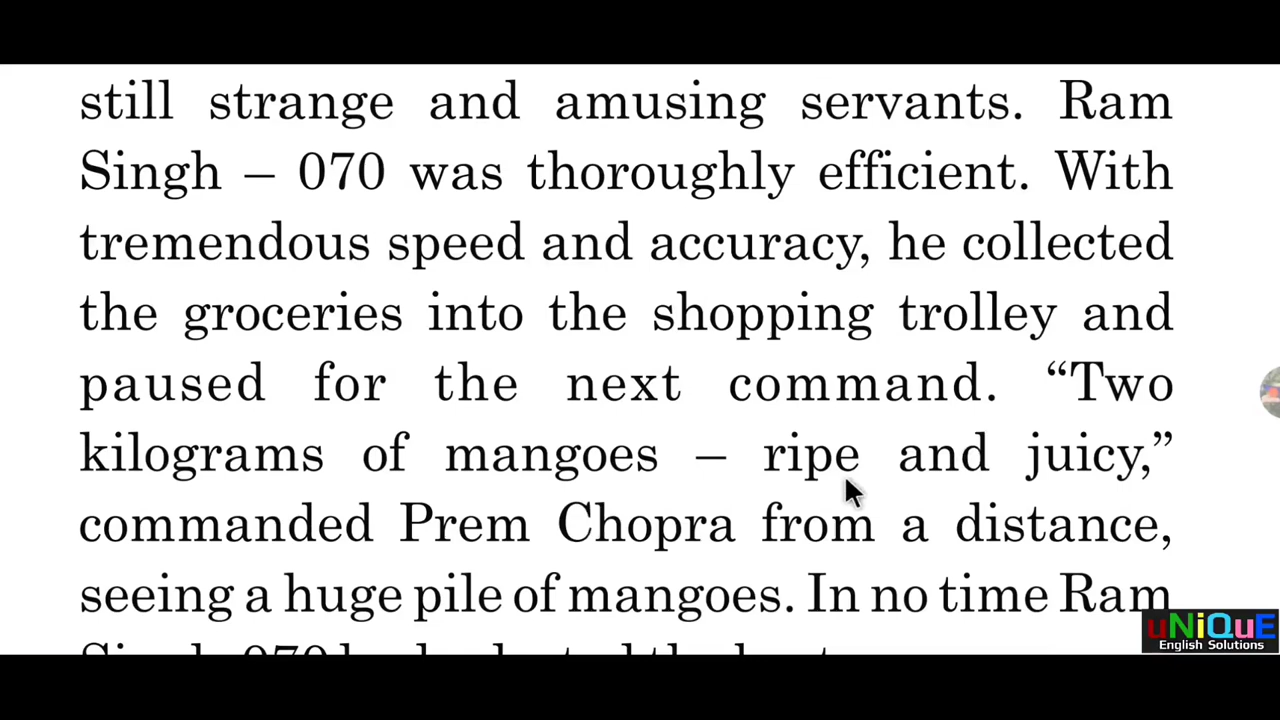 still strange and amusing servants. Ram
Singh – 070 was thoroughly efficient. With
tremendous speed and accuracy, he collected
the groceries into the shopping trolley and
paused for the next command. “Two
kilograms of mangoes – ripe and juicy,”
commanded Prem Chopra from a distance,
seeing a huge pile of mangoes. In no time Ram
uNiQuE
English Solutions